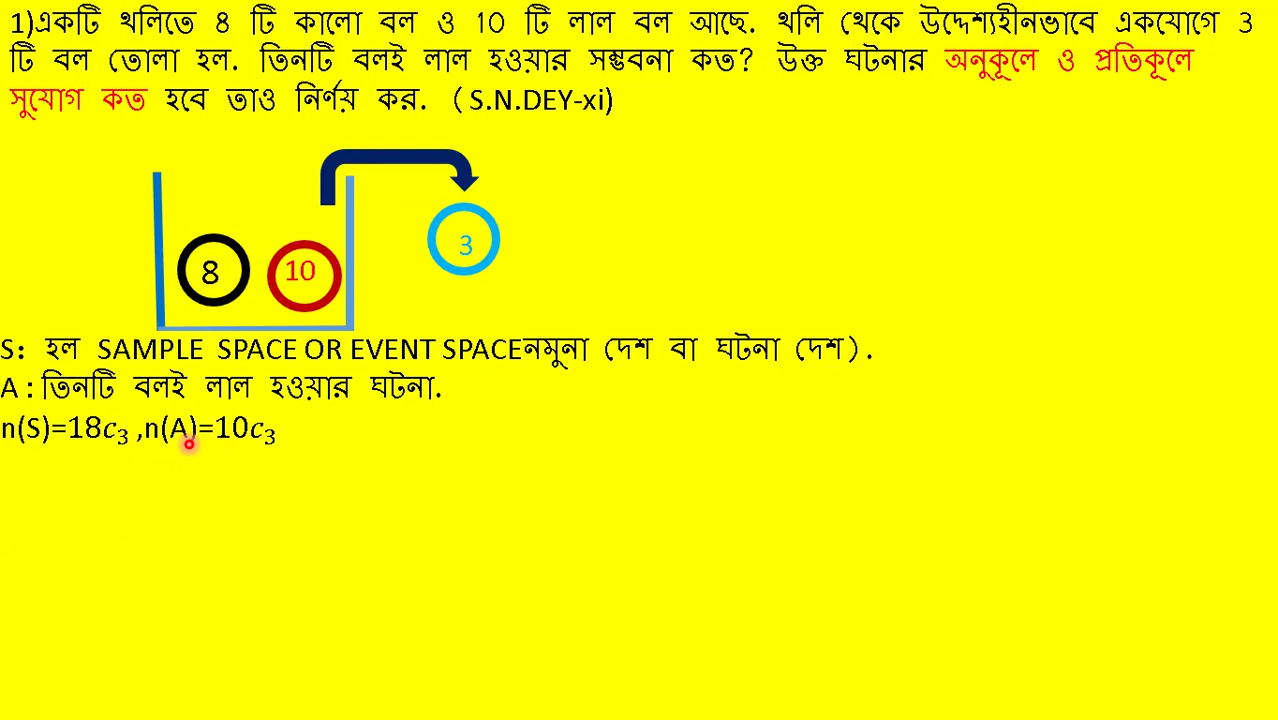 1)একটি থলিতে 8 টি কালো বল ও 10 টি লাল বল আছে. থলি থেকে উদ্দেশ্যহীনভাবে একযোগে 3
টি বল তোলা হল. তিনটি বলই লাল হওয়ার সম্ভবনা কত? উক্ত ঘটনার অনুকূলে ও প্রতিকূলে
সুযোগ কত হবে তাও নির্ণয় কর. (S.N.DEY-xi)
3
8 10
S: হল SAMPLE SPACE OR EVENT SPACEনমুনা দেশ বা ঘটনা দেশ).
A : তিনটি বলই লাল হওয়ার ঘটনা.
n(S)=18𝑐₃ ,n(A)=10𝑐₃